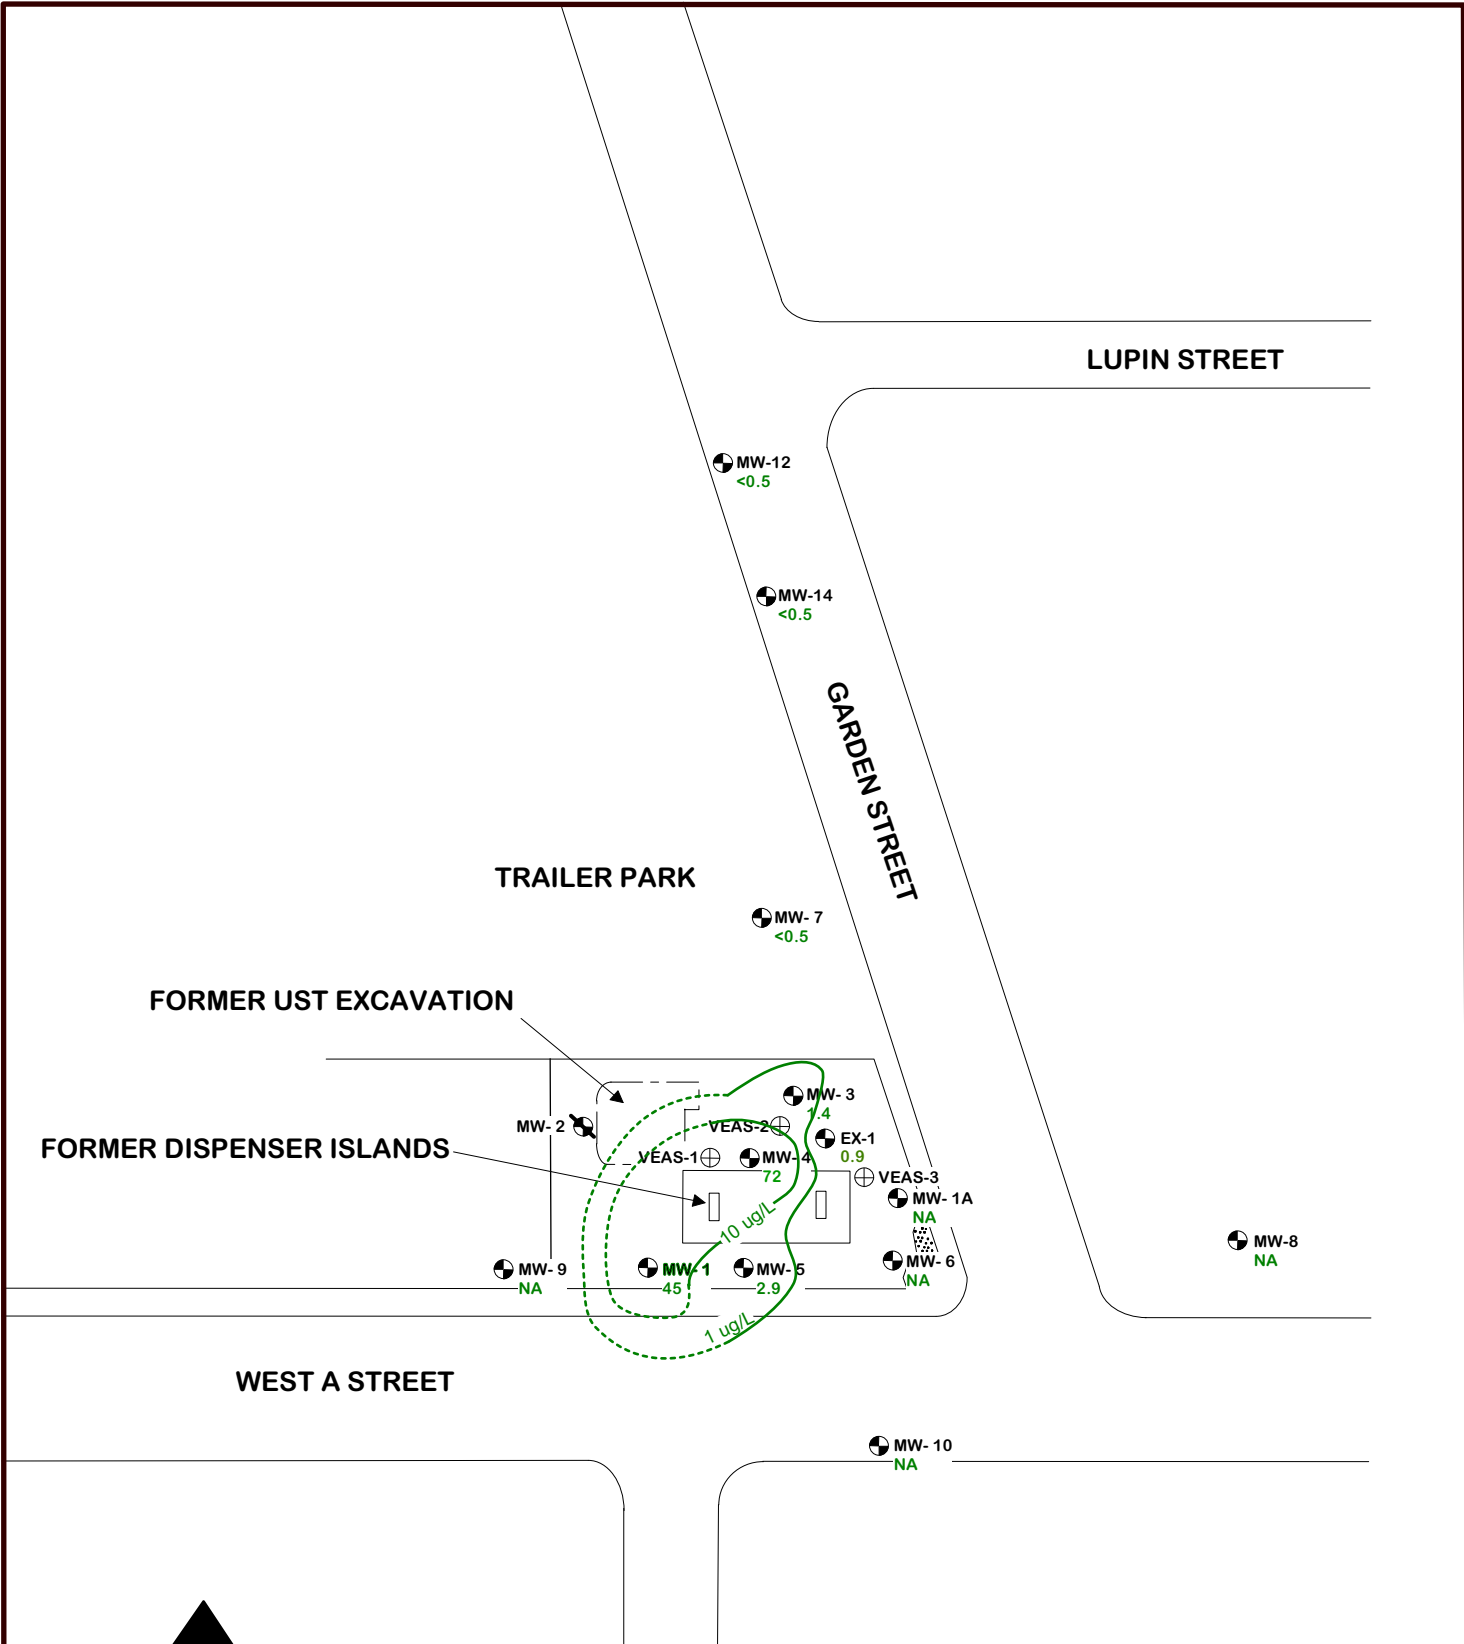 LUPIN STREET
MW-12
<0.5
MW-14
<0.5
GARDEN STREET
TRAILER PARK
MW- 7
<0.5
FORMER UST EXCAVATION
MW- 3
1.4
MW- 2
VEAS-2
EX-1
0.9
FORMER DISPENSER ISLANDS
VEAS-1
MW- 4
72
VEAS-3
MW- 1A
NA
10 ug/L
MW-8
NA
MW- 9
NA
MW-1
45
MW- 5
2.9
MW- 6
NA
1 ug/L
WEST A STREET
MW- 10
NA